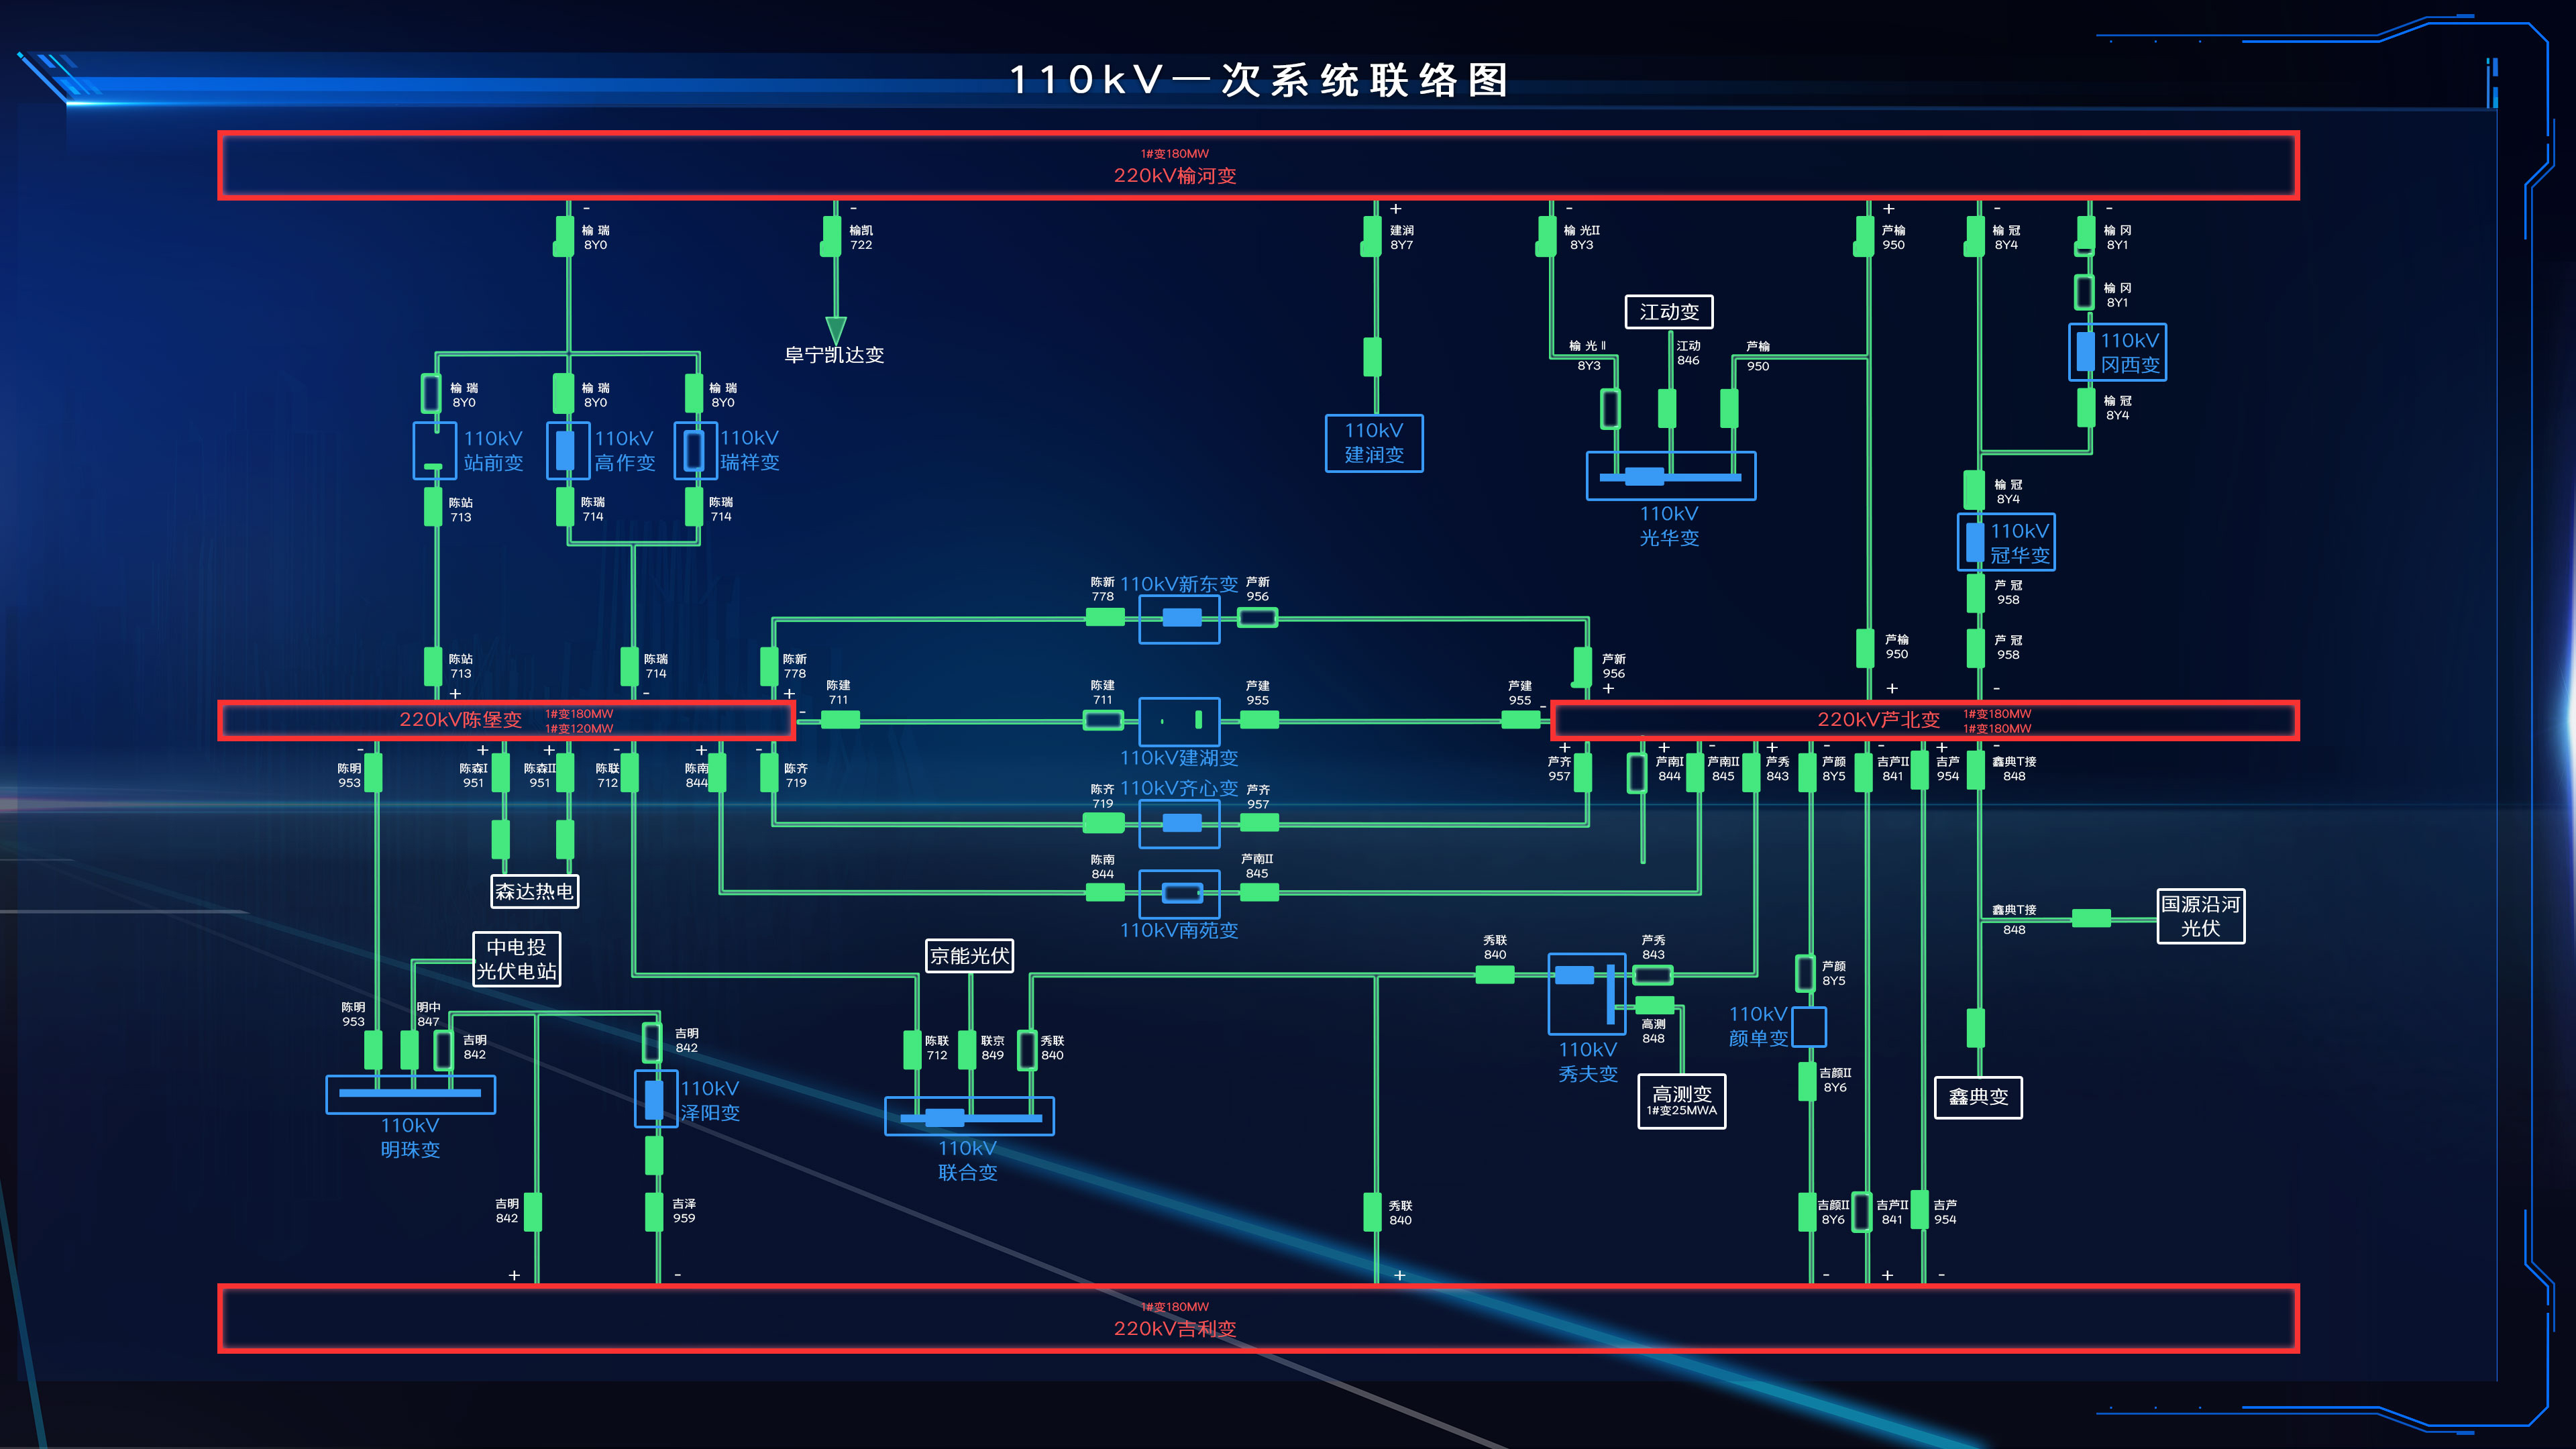 110kV一次系统联络图
1#变180MW
220kV榆河变
-
榆 瑞
8Y0
-
榆凯
722
+
建润
8Y7
-
榆 光II
8Y3
+
芦榆
950
-
榆 冠
8Y4
-
榆 冈
8Y1
榆 冈
8Y1
江动变
阜宁凯达变
榆 光 II
8Y3
江动
846
芦榆
950
110kV
冈西变
榆 瑞
8Y0
榆 瑞
8Y0
榆 瑞
8Y0
榆 冠
8Y4
110kV
站前变
110kV
高作变
110kV
瑞祥变
110kV
建润变
陈站
713
陈瑞
714
陈瑞
714
110kV
光华变
榆 冠
8Y4
110kV
冠华变
陈新
778
110kV新东变
芦新
956
芦 冠
958
陈站
713
陈瑞
714
陈新
778
芦新
956
芦榆
950
芦 冠
958
+
-
+
+
+
-
陈建
711
陈建
711
芦建
955
芦建
955
-
-
220kV陈堡变
1#变180MW
1#变120MW
220kV芦北变
1#变180MW
1#变180MW
110kV建湖变
-
陈明
953
+
陈森I
951
+
陈森II
951
-
陈联
712
+
陈南
844
-
陈齐
719
+
芦齐
957
+
芦南I
844
-
芦南II
845
+
芦秀
843
-
芦颜
8Y5
-
吉芦II
841
+
吉芦
954
-
鑫典T接
848
陈齐
719
110kV齐心变
芦齐
957
森达热电
陈南
844
芦南II
845
110kV南苑变
鑫典T接
848
国源沿河
光伏
中电投
光伏电站
京能光伏
秀联
840
芦秀
843
芦颜
8Y5
陈明
953
明中
847
吉明
842
吉明
842
陈联
712
联京
849
秀联
840
高测
848
110kV
颜单变
110kV
秀夫变
110kV
明珠变
110kV
泽阳变
110kV
联合变
高测变
1#变25MWA
吉颜II
8Y6
鑫典变
吉明
842
吉泽
959
秀联
840
吉颜II
8Y6
吉芦II
841
吉芦
954
+
-
+
-
+
-
1#变180MW
220kV吉利变